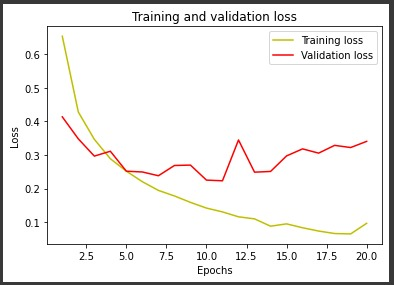 Training and validation loss
Training loss
Validation loss
0.6
0.5
0.4
0.3
0.2
0.1
Loss
2.5 5.0 7.5 10.0 12.5 15.0 17.5 20.0
Epochs